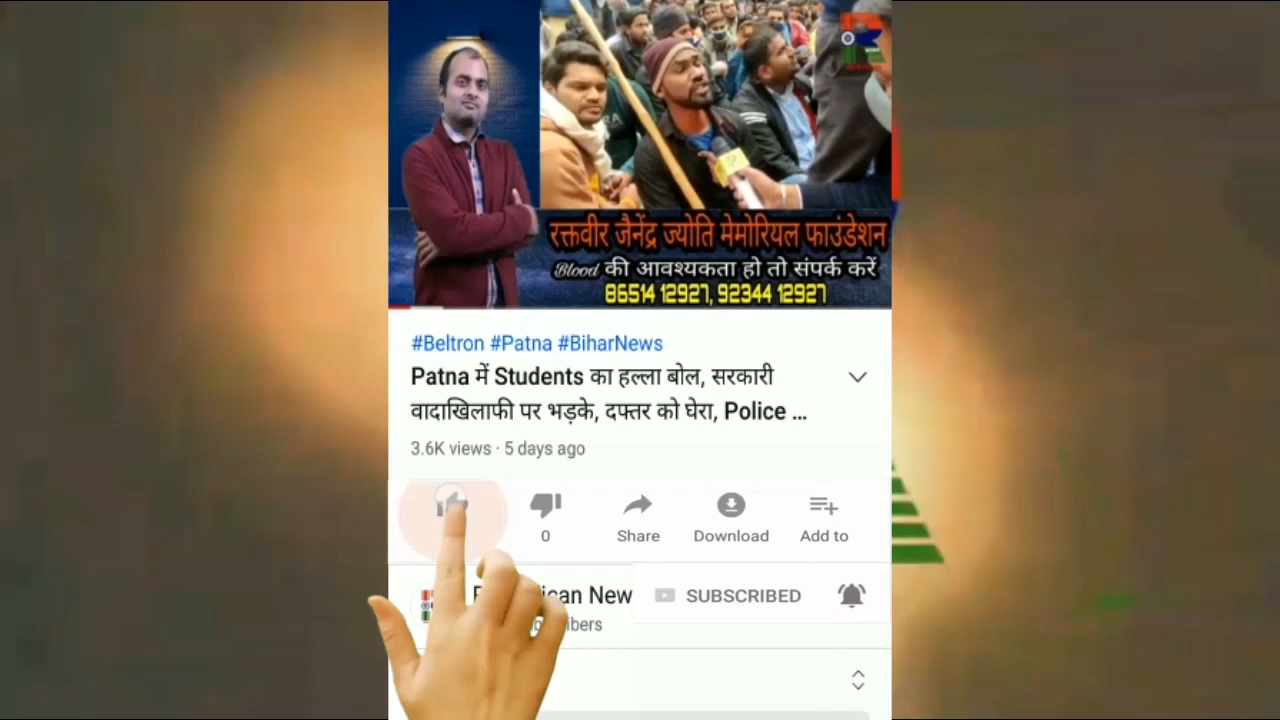 रक्तवीर जैनेंद्र ज्योति मेमोरियल फाउंडेशन
Blood की आवश्यकता हो तो संपर्क करें
86514 12927, 92344 12927
#Beltron #Patna #BiharNews
Patna में Students का हल्ला बोल, सरकारी
वादाखिलाफी पर भड़के, दफ्तर को घेरा, Police ...
3.6K views · 5 days ago
0
Share
Download
Add to
SUBSCRIBED